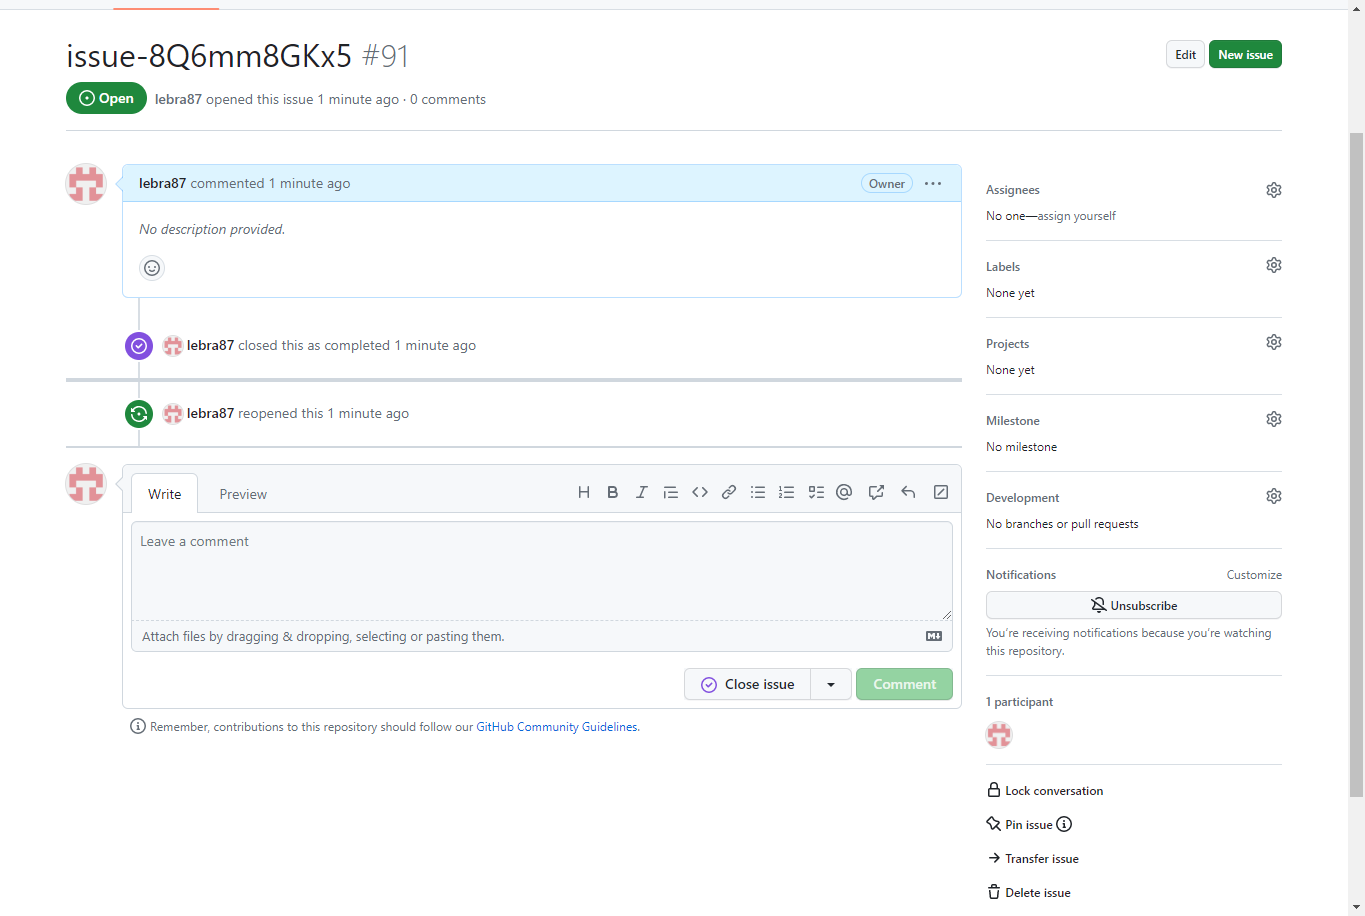 issue-8Q6mm8GKx5 #91
Edit
New issue
Open
lebra87 opened this issue 1 minute ago · 0 comments
lebra87 commented 1 minute ago
Owner
No description provided.
lebra87 closed this as completed 1 minute ago
lebra87 reopened this 1 minute ago
Write
Preview
Leave a comment
Attach files by dragging & dropping, selecting or pasting them.
Close issue
Comment
Remember, contributions to this repository should follow our GitHub Community Guidelines.
Assignees
No one—assign yourself
Labels
None yet
Projects
None yet
Milestone
No milestone
Development
No branches or pull requests
Notifications
Customize
Unsubscribe
You're receiving notifications because you're watching
this repository.
1 participant
Lock conversation
Pin issue
Transfer issue
Delete issue